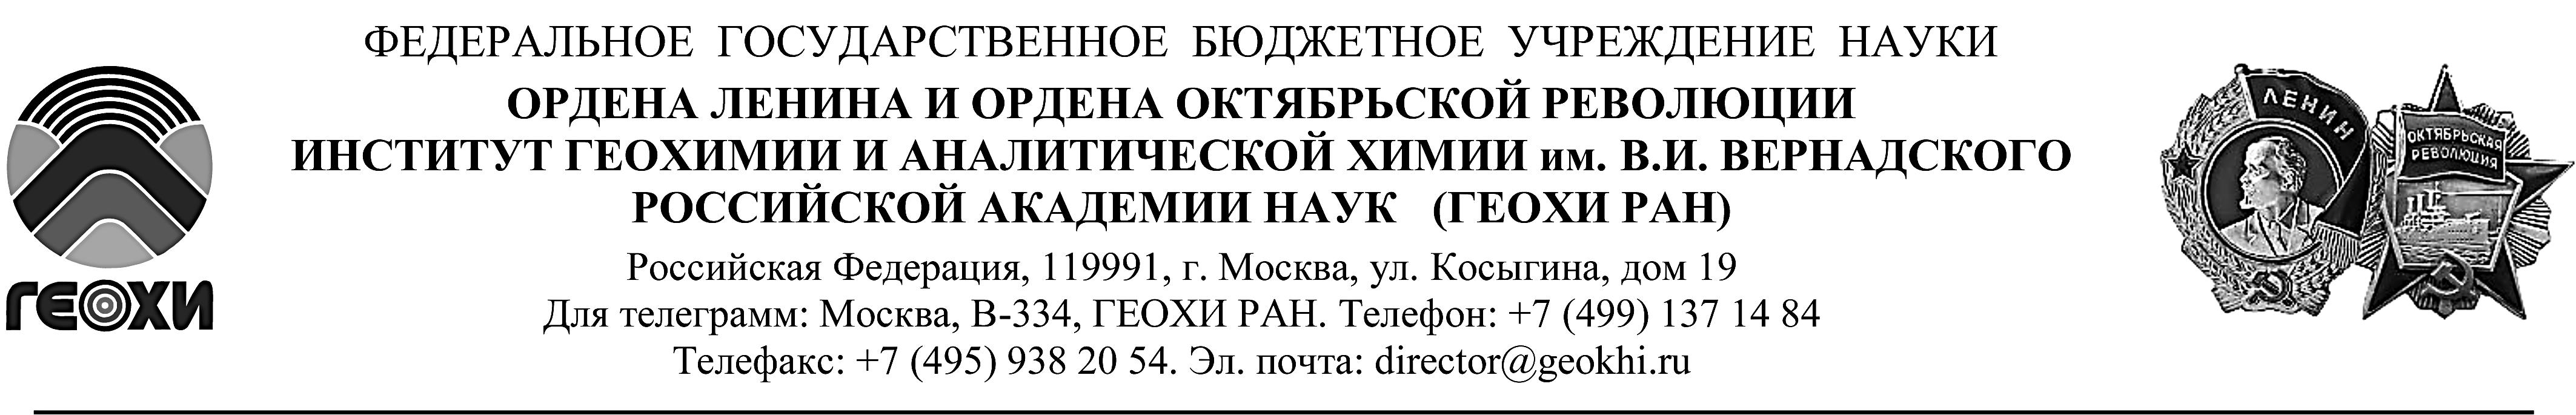 ФЕДЕРАЛЬНОЕ ГОСУДАРСТВЕННОЕ БЮДЖЕТНОЕ УЧРЕЖДЕНИЕ НАУКИ
ОРДЕНА ЛЕНИНА И ОРДЕНА ОКТЯБРЬСКОЙ РЕВОЛЮЦИИ
ИНСТИТУТ ГЕОХИМИИ И АНАЛИТИЧЕСКОЙ ХИМИИ им. В.И. ВЕРНАДСКОГО
РОССИЙСКОЙ АКАДЕМИИ НАУК (ГЕОХИ РАН)
Российская Федерация, 119991, г. Москва, ул. Косыгина, дом 19
Для телеграмм: Москва, В-334, ГЕОХИ РАН. Телефон: +7 (499) 137 14 84
Телефакс: +7 (495) 938 20 54. Эл. почта: director@geokhi.ru
ГЕОХИ
ЛЕНИН
ОКТЯБРЬСКАЯ
РЕВОЛЮЦИЯ